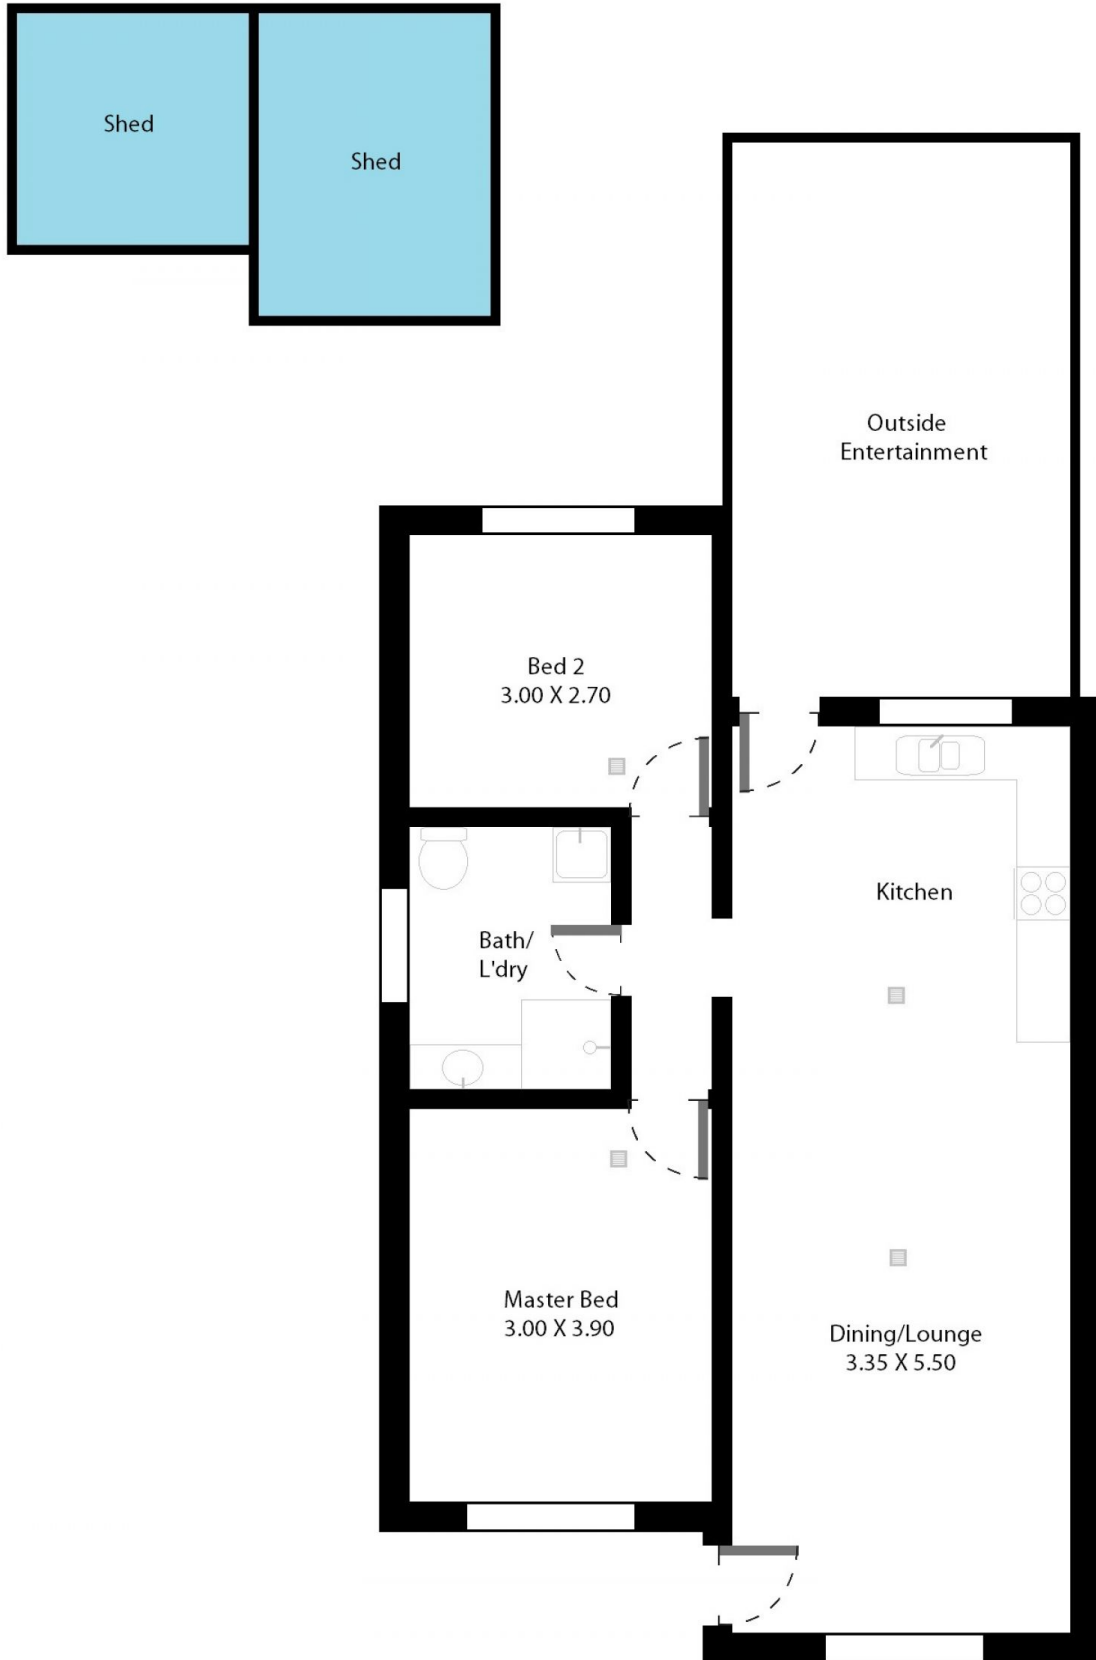 Shed
Shed
Outside
Entertainment
Bed 2
3.00 X 2.70
Kitchen
Bath/
L'dry
Master Bed
3.00 X 3.90
Dining/Lounge
3.35 X 5.50